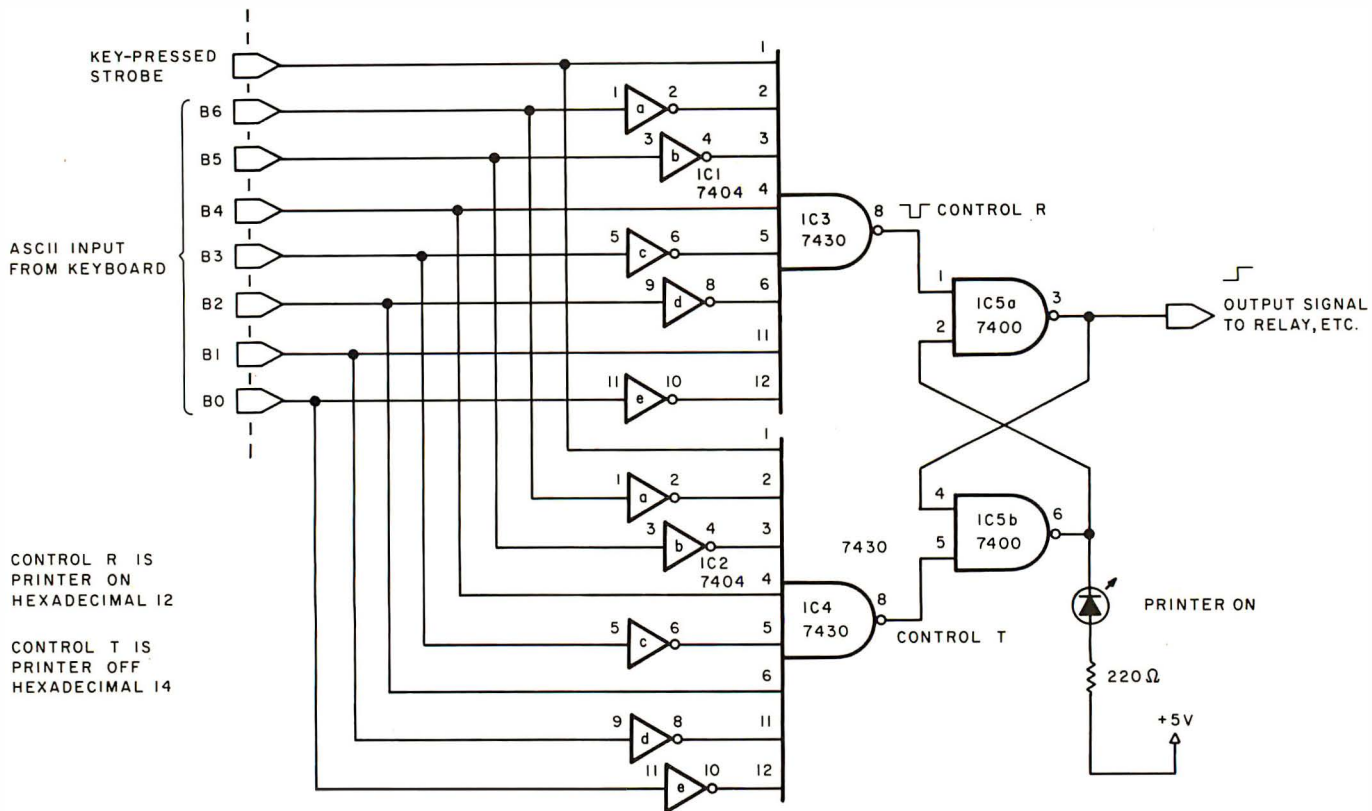 KEY-PRESSED
STROBE
B6
B5
B4
B3
B2
B1
B0
ASCII INPUT
FROM KEYBOARD
1
1 a 2
2
3 b 4
3
IC1
7404
4
5 c 6
5
9 d 8
6
11
11 e 10
12
IC3
7430
8
CONTROL R
1
2
IC5a
7400
3
OUTPUT SIGNAL
TO RELAY, ETC.
1
1 a 2
2
3 b 4
3
IC2
7404
4
7430
5 c 6
5
6
9 d 8
11
11 e 10
12
IC4
7430
8
CONTROL T
4
5
IC5b
7400
6
PRINTER ON
220Ω
+5V
CONTROL R IS
PRINTER ON
HEXADECIMAL 12
CONTROL T IS
PRINTER OFF
HEXADECIMAL 14